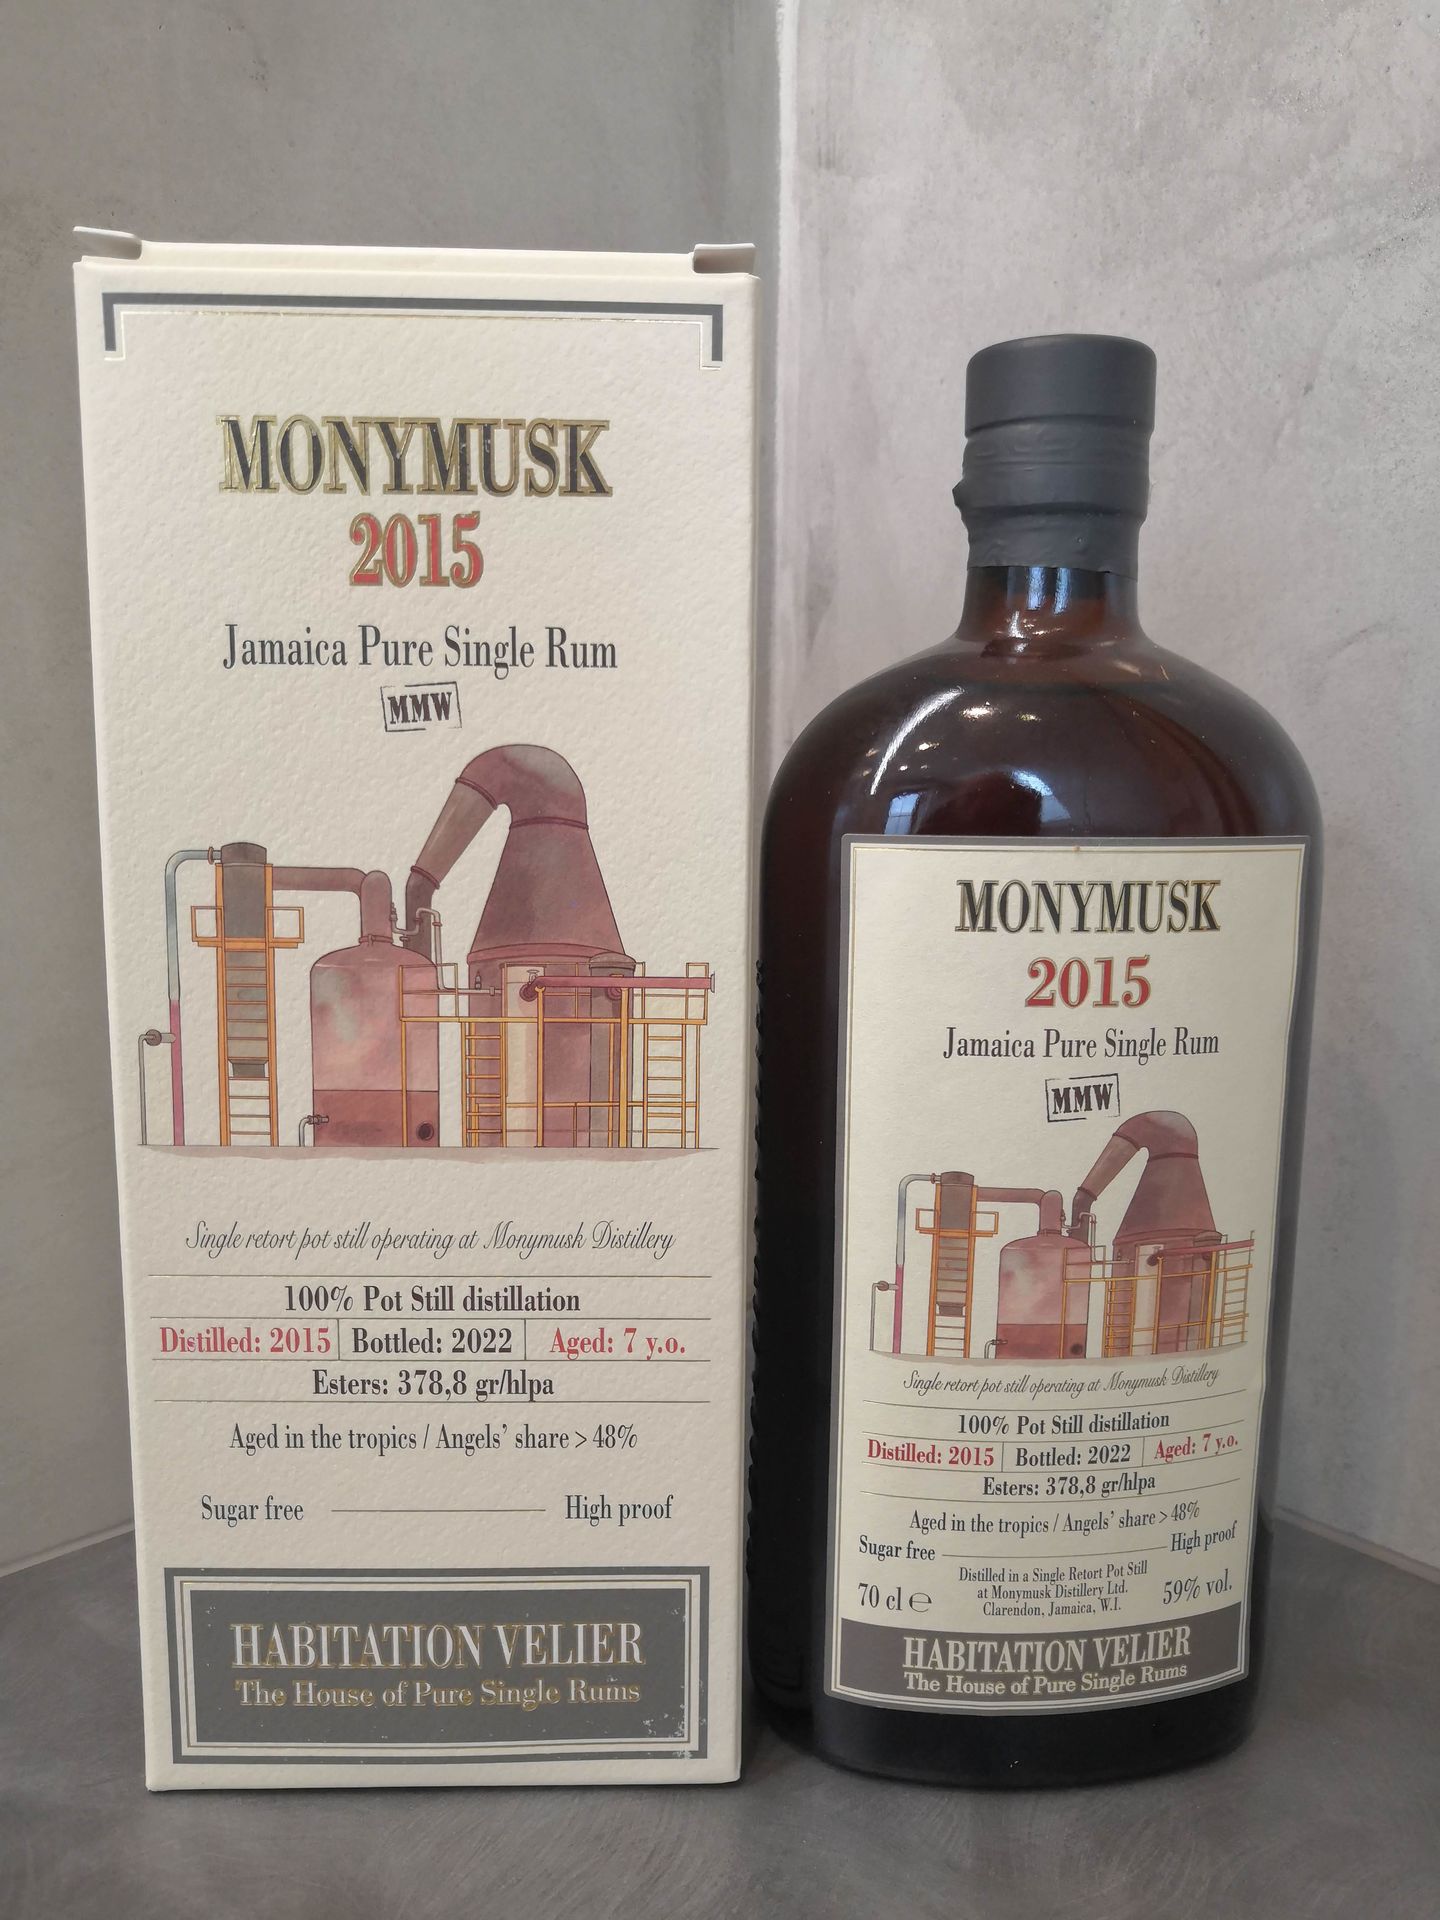 MONYMUSK
2015
Jamaica Pure Single Rum
MMW
Single retort pot still operating at Monymusk Distillery
100% Pot Still distillation
Distilled: 2015 Bottled: 2022 Aged: 7 y.o.
Esters: 378,8 gr/hlpa
Aged in the tropics / Angels' share > 48%
Sugar free High proof
HABITATION VELIER
The House of Pure Single Rums
MONYMUSK
2015
Jamaica Pure Single Rum
MMW
Single retort pot still operating at Monymusk Distillery
100% Pot Still distillation
Distilled: 2015 Bottled: 2022 Aged: 7 y.o.
Esters: 378,8 gr/hlpa
Aged in the tropics / Angels' share > 48%
Sugar free High proof
Distilled in a Single Retort Pot Still
70 cl e at Monymusk Distillery Ltd. 59% vol.
Clarendon, Jamaica, W.I.
HABITATION VELIER
The House of Pure Single Rums